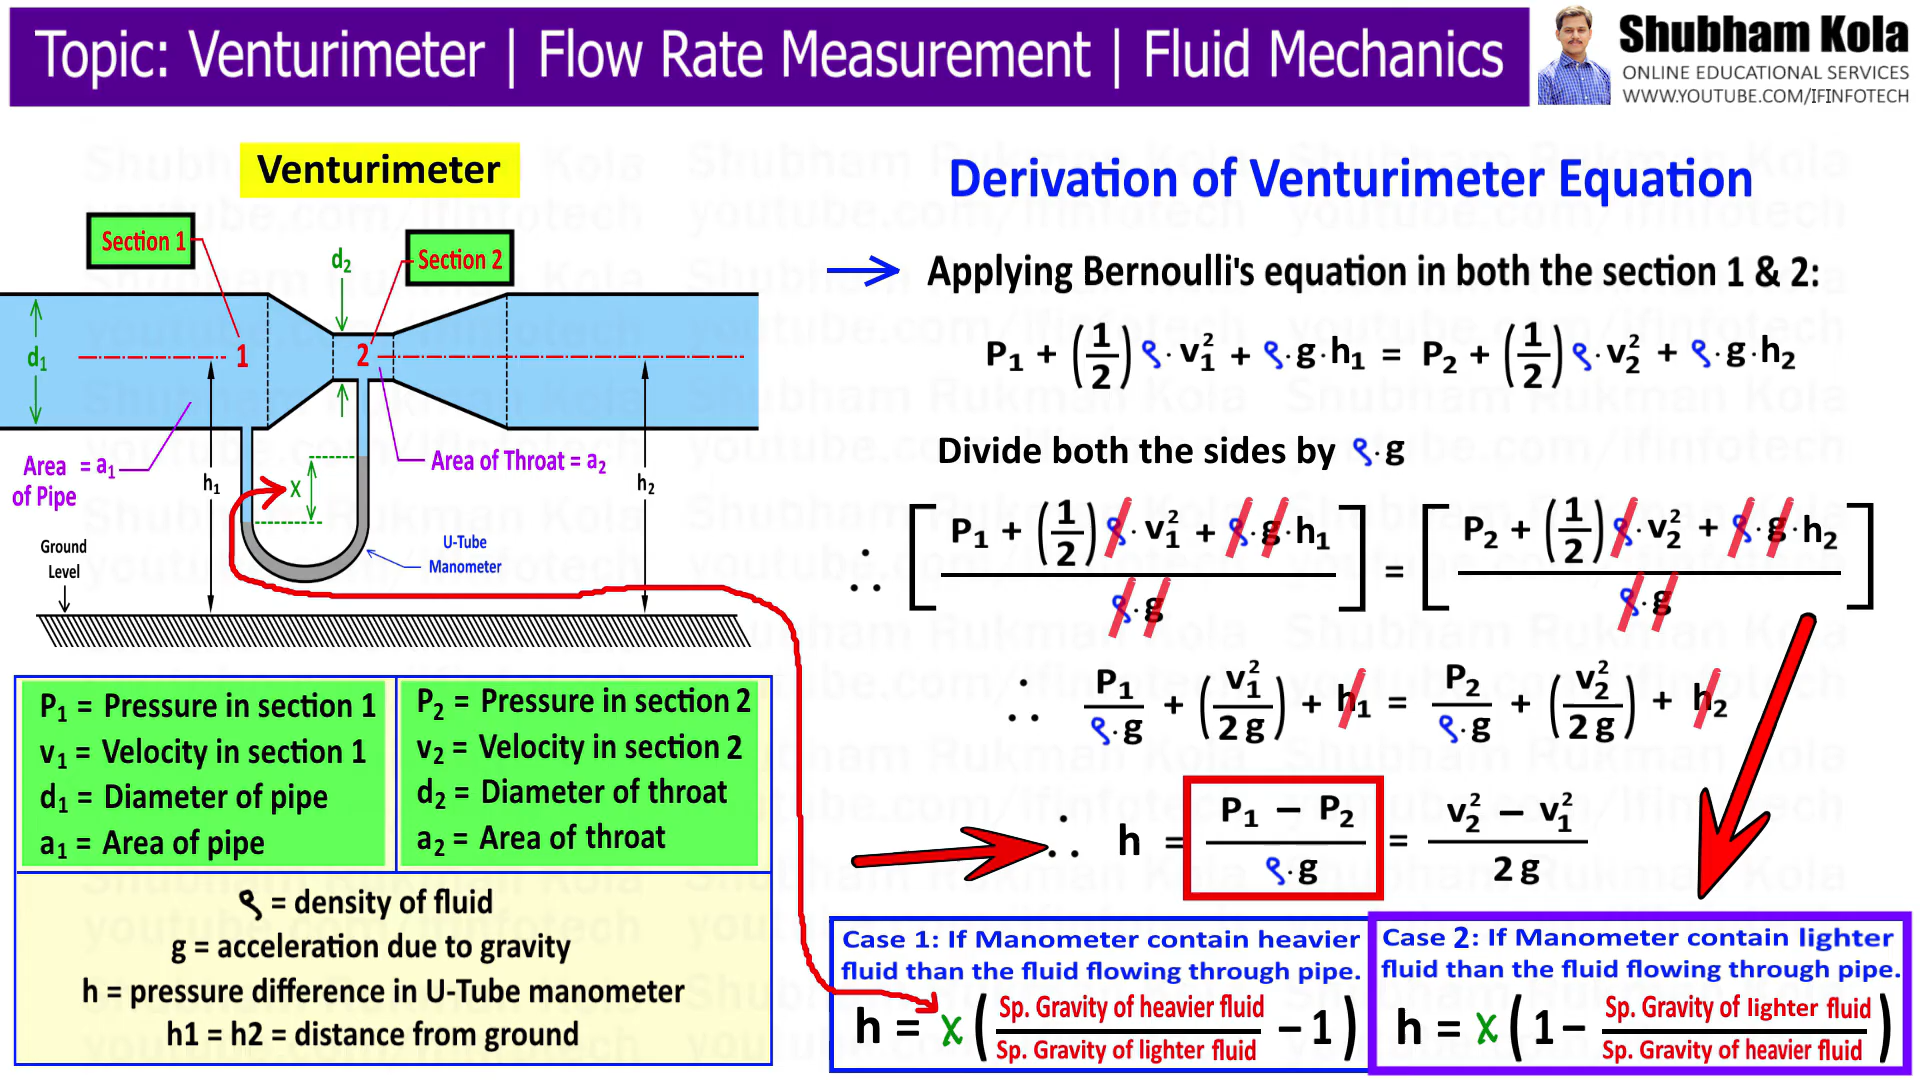 Topic: Venturimeter | Flow Rate Measurement | Fluid Mechanics
Shubham Kola
ONLINE EDUCATIONAL SERVICES
WWW.YOUTUBE.COM/IFINFOTECH
Venturimeter
Section 1
Section 2
d₂
d₁
1
2
Area of Pipe = a₁
Area of Throat = a₂
h₁
x
h₂
Ground Level
U-Tube Manometer
P₁ = Pressure in section 1
v₁ = Velocity in section 1
d₁ = Diameter of pipe
a₁ = Area of pipe
P₂ = Pressure in section 2
v₂ = Velocity in section 2
d₂ = Diameter of throat
a₂ = Area of throat
ρ = density of fluid
g = acceleration due to gravity
h = pressure difference in U-Tube manometer
h1 = h2 = distance from ground
Derivation of Venturimeter Equation
→ Applying Bernoulli's equation in both the section 1 & 2:
P₁ + (1/2) ρ · v₁² + ρ · g · h₁ = P₂ + (1/2) ρ · v₂² + ρ · g · h₂
Divide both the sides by ρ · g
∴ [ (P₁ + (1/2) ρ · v₁² + ρ · g · h₁) / (ρ · g) ] = [ (P₂ + (1/2) ρ · v₂² + ρ · g · h₂) / (ρ · g) ]
∴ P₁ / (ρ · g) + (v₁² / 2 g) + h₁ = P₂ / (ρ · g) + (v₂² / 2 g) + h₂
∴ h = (P₁ − P₂) / (ρ · g) = (v₂² − v₁²) / 2 g
Case 1: If Manometer contain heavier
fluid than the fluid flowing through pipe.
h = x ( Sp. Gravity of heavier fluid / Sp. Gravity of lighter fluid − 1 )
Case 2: If Manometer contain lighter
fluid than the fluid flowing through pipe.
h = x ( 1 − Sp. Gravity of lighter fluid / Sp. Gravity of heavier fluid )
Shubham Rukman Kola
youtube.com/ifinfotech